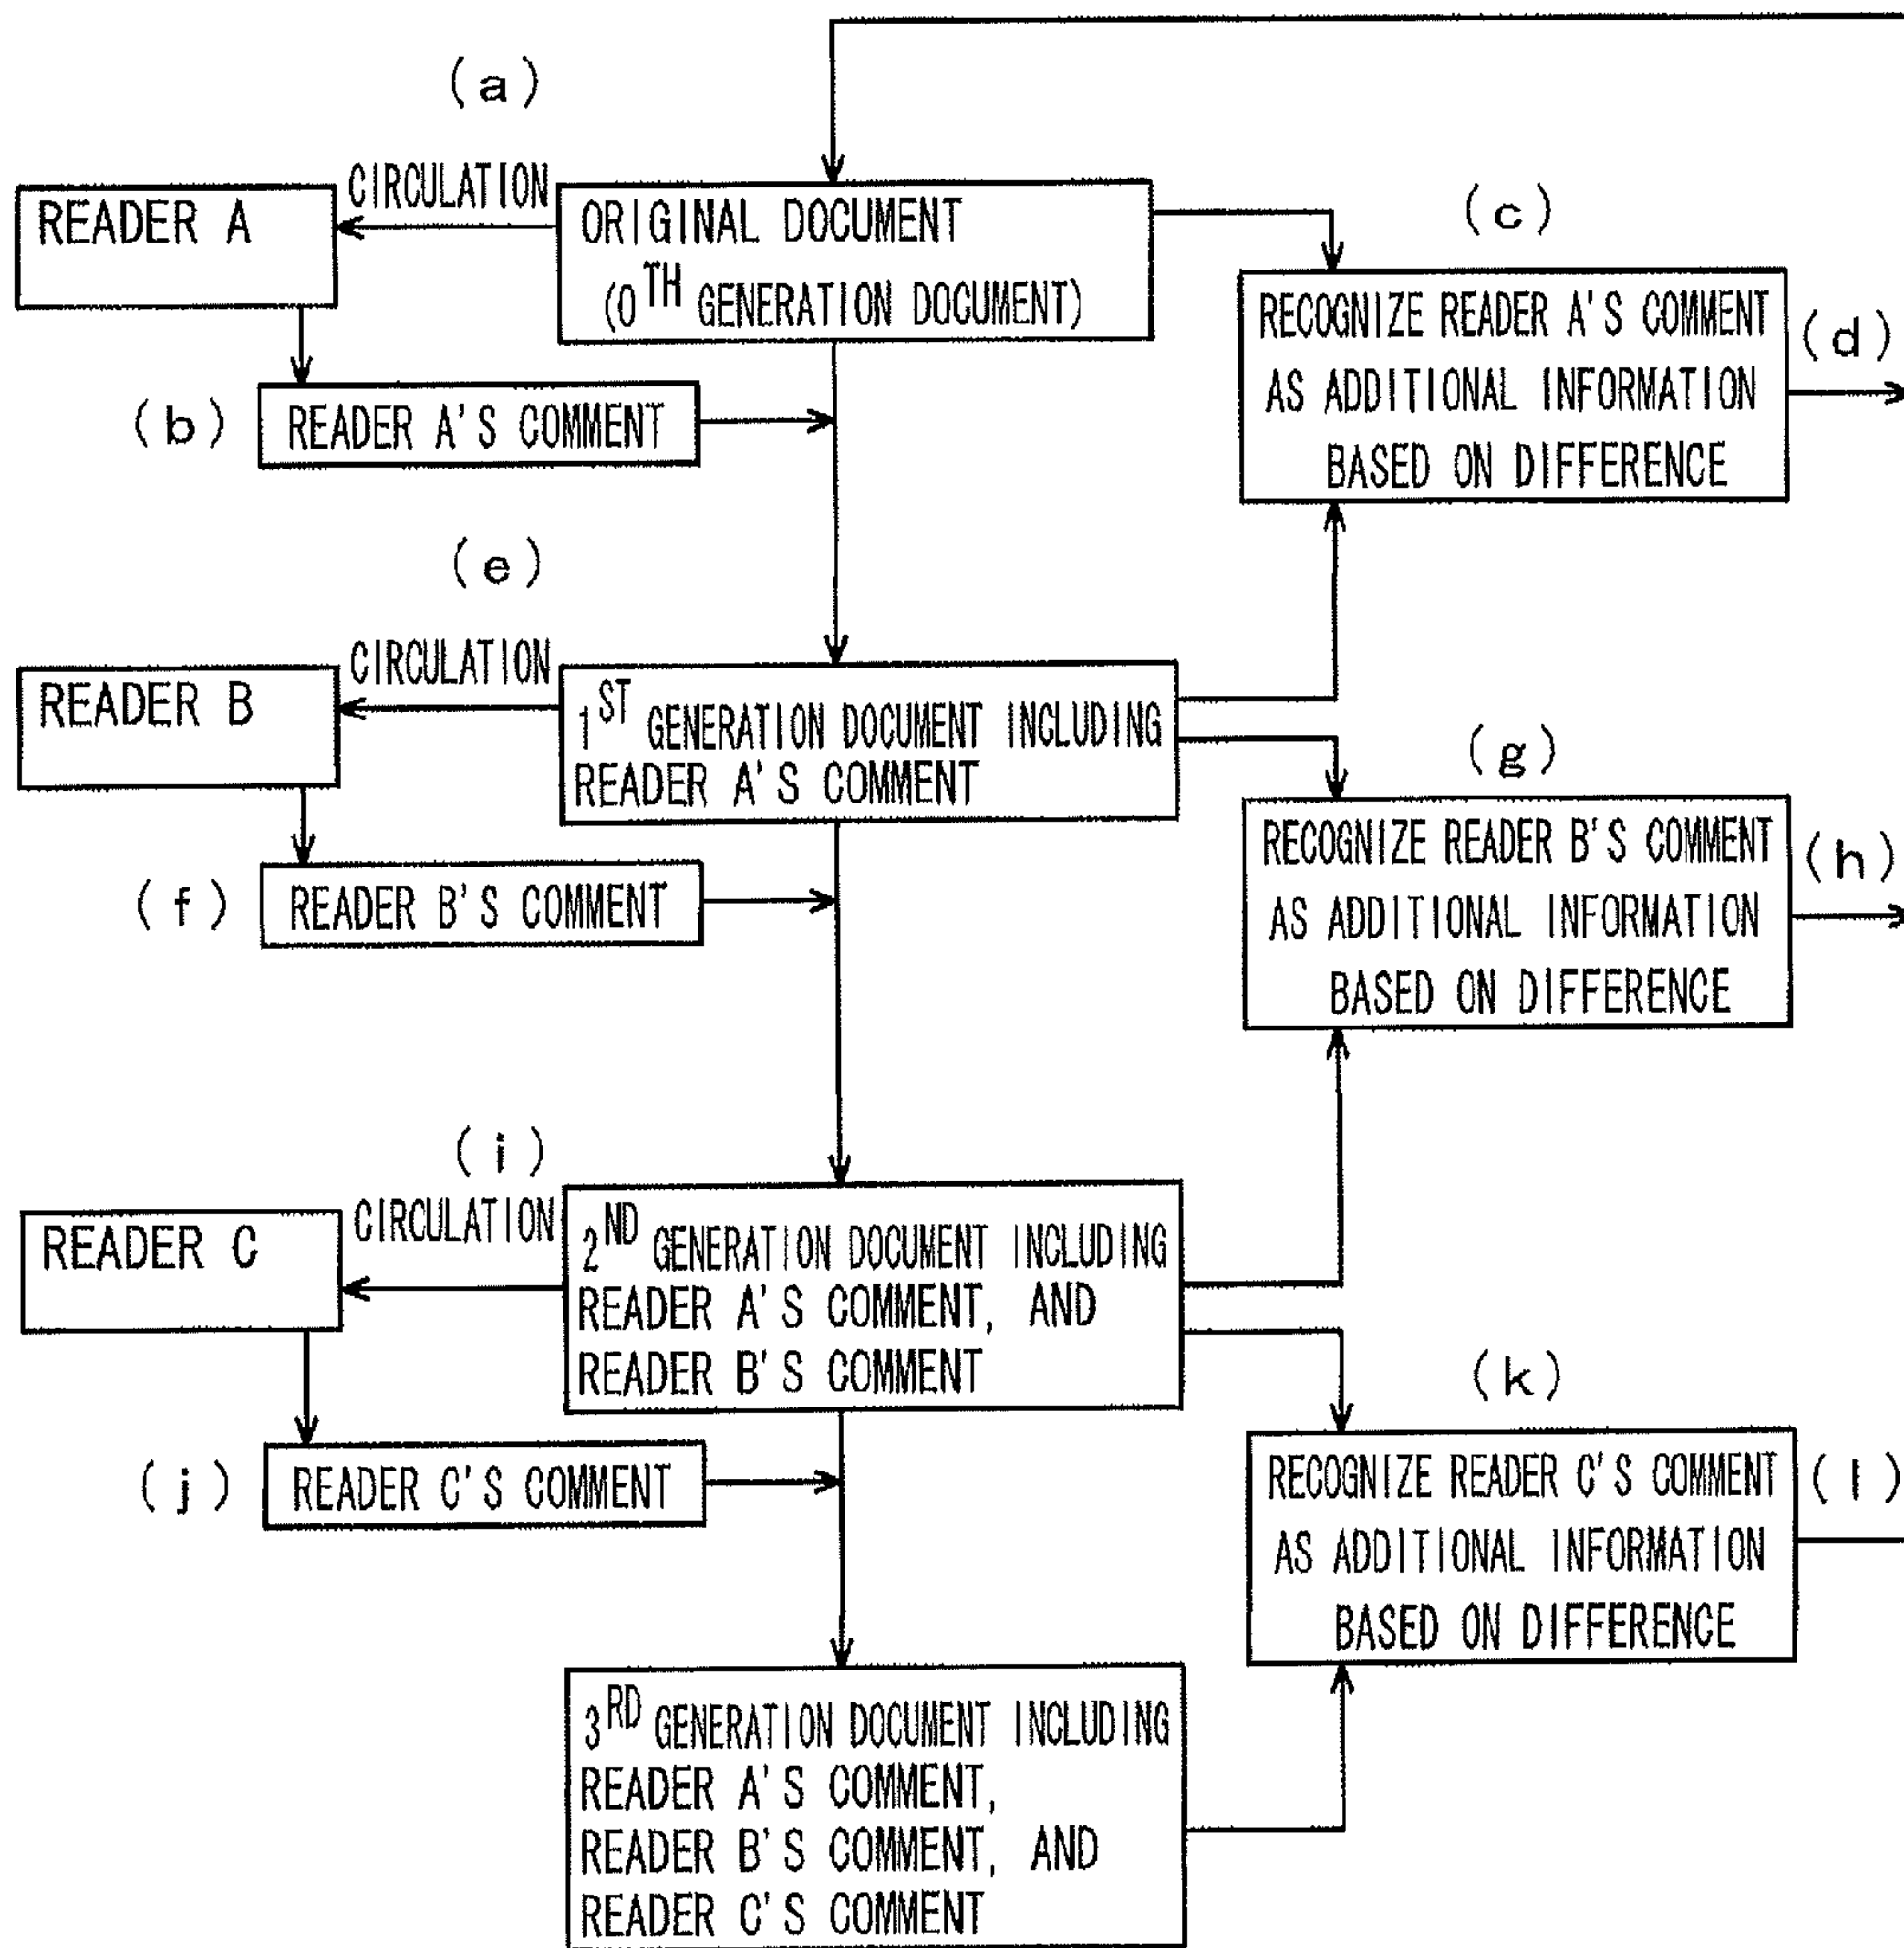 (a)
CIRCULATION
READER A
ORIGINAL DOCUMENT
(0TH GENERATION DOCUMENT)
(c)
RECOGNIZE READER A'S COMMENT
AS ADDITIONAL INFORMATION
BASED ON DIFFERENCE
(d)
(b)
READER A'S COMMENT
(e)
CIRCULATION
READER B
1ST GENERATION DOCUMENT INCLUDING
READER A'S COMMENT
(g)
RECOGNIZE READER B'S COMMENT
AS ADDITIONAL INFORMATION
BASED ON DIFFERENCE
(h)
(f)
READER B'S COMMENT
(i)
CIRCULATION
READER C
2ND GENERATION DOCUMENT INCLUDING
READER A'S COMMENT, AND
READER B'S COMMENT
(k)
RECOGNIZE READER C'S COMMENT
AS ADDITIONAL INFORMATION
BASED ON DIFFERENCE
(l)
(j)
READER C'S COMMENT
3RD GENERATION DOCUMENT INCLUDING
READER A'S COMMENT,
READER B'S COMMENT, AND
READER C'S COMMENT